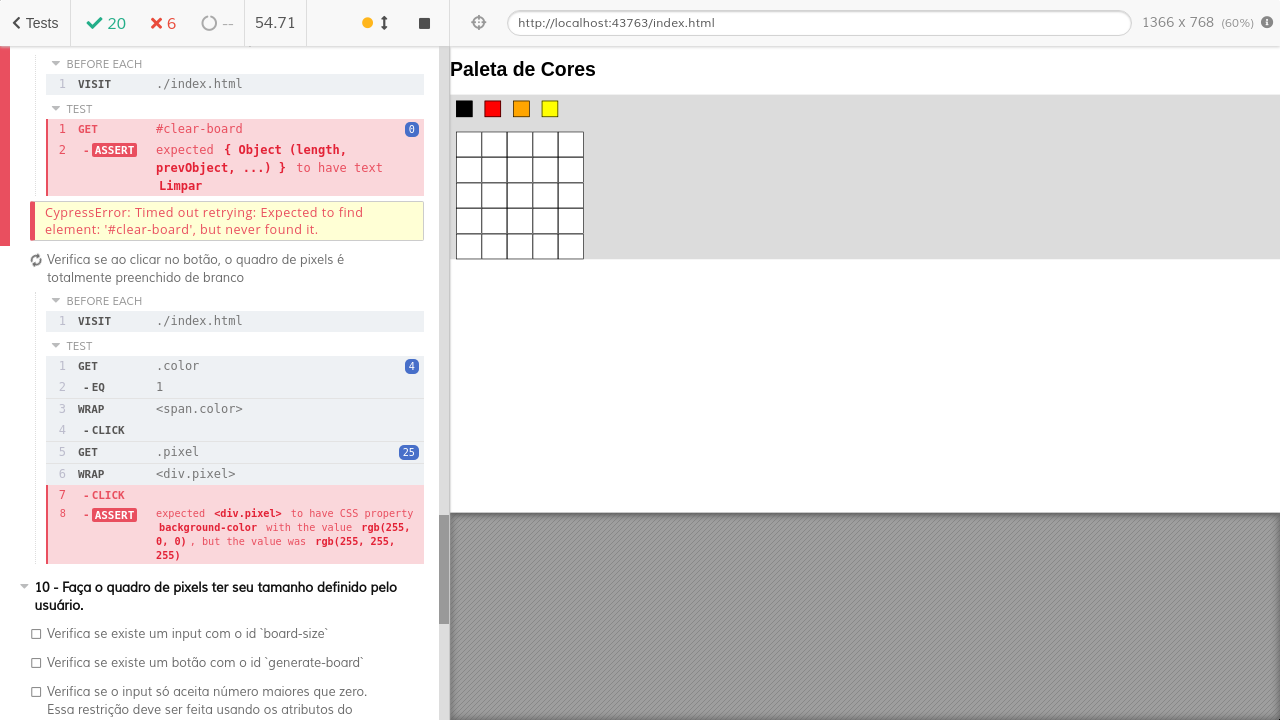 Tests
20
6
--
54.71
http://localhost:43763/index.html
1366 x 768 (60%)
BEFORE EACH
1 VISIT ./index.html
TEST
1 GET #clear-board 0
2 - ASSERT expected { Object (length,
prevObject, ...) } to have text
Limpar
CypressError: Timed out retrying: Expected to find
element: '#clear-board', but never found it.
Verifica se ao clicar no botão, o quadro de pixels é
totalmente preenchido de branco
BEFORE EACH
1 VISIT ./index.html
TEST
1 GET .color 4
2 - EQ 1
3 WRAP <span.color>
4 - CLICK
5 GET .pixel 25
6 WRAP <div.pixel>
7 - CLICK
8 - ASSERT expected <div.pixel> to have CSS property
background-color with the value rgb(255,
0, 0) , but the value was rgb(255, 255,
255)
10 - Faça o quadro de pixels ter seu tamanho definido pelo
usuário.
Verifica se existe um input com o id `board-size`
Verifica se existe um botão com o id `generate-board`
Verifica se o input só aceita número maiores que zero.
Essa restrição deve ser feita usando os atributos do
Paleta de Cores